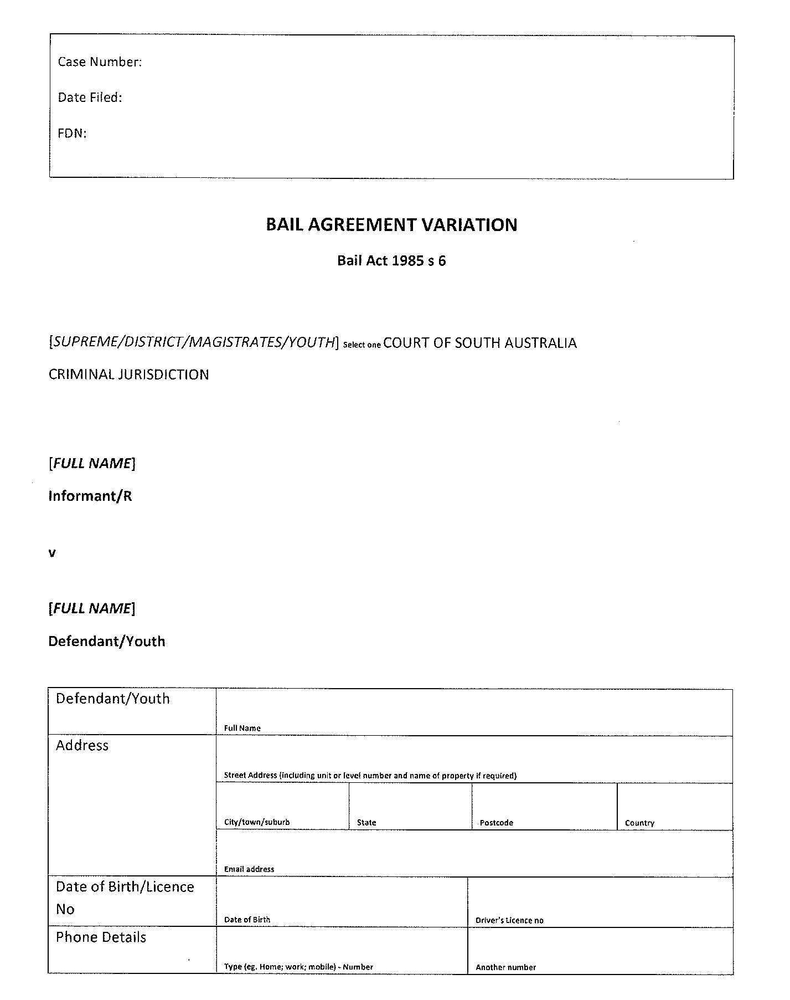 Case Number:
Date Filed:
FDN:
BAIL AGREEMENT VARIATION
Bail Act 1985 s 6
[SUPREME/DISTRICT/MAGISTRATES/YOUTH] Select one COURT OF SOUTH AUSTRALIA
CRIMINAL JURISDICTION
[FULL NAME]
Informant/R
v
[FULL NAME]
Defendant/Youth
Defendant/Youth
Full Name
Address
Street Address (including unit or level number and name of property if required)
City/town/suburb State Postcode Country
Email address
Date of Birth/Licence
No
Date of Birth Driver's Licence no
Phone Details
Type (eg. Home; work; mobile) - Number Another number